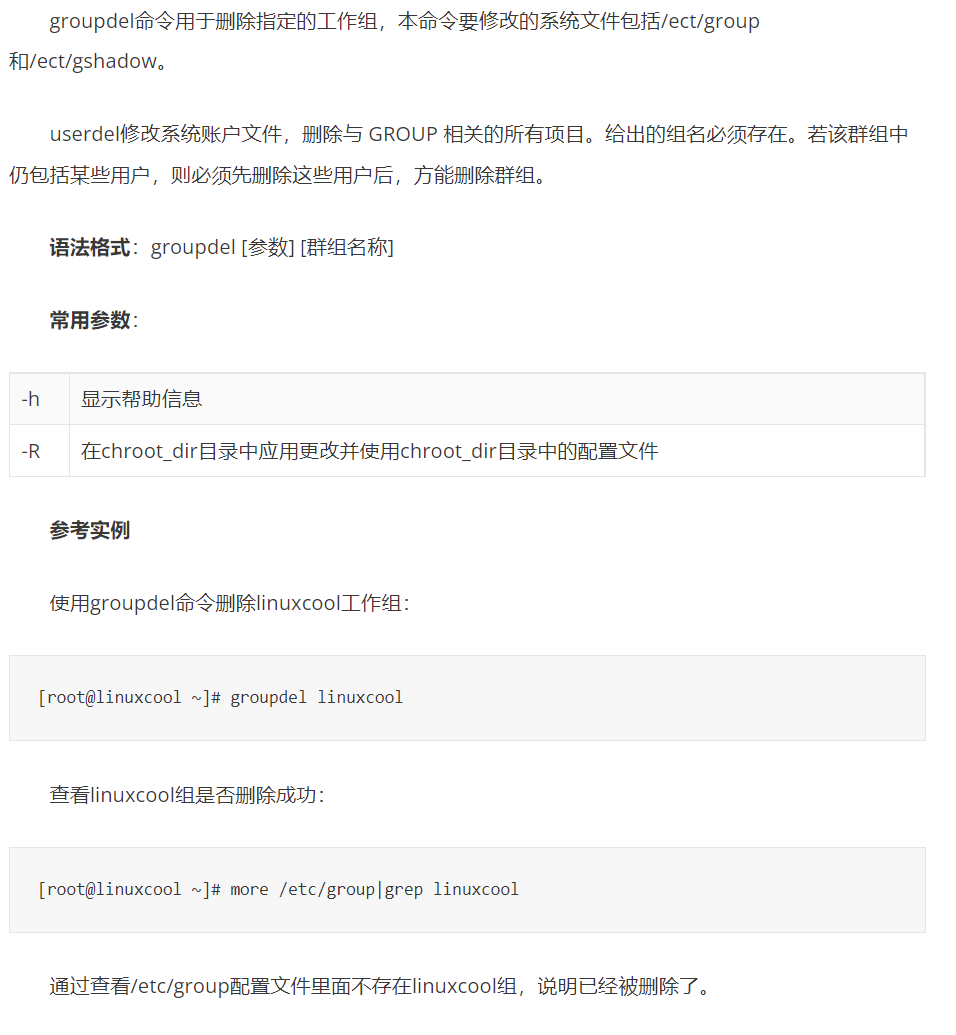 groupdel命令用于删除指定的工作组，本命令要修改的系统文件包括/ect/group
和/ect/gshadow。
userdel修改系统账户文件，删除与 GROUP 相关的所有项目。给出的组名必须存在。若该群组中
仍包括某些用户，则必须先删除这些用户后，方能删除群组。
语法格式：groupdel [参数] [群组名称]
常用参数：
-h 显示帮助信息
-R 在chroot_dir目录中应用更改并使用chroot_dir目录中的配置文件
参考实例
使用groupdel命令删除linuxcool工作组：
[root@linuxcool ~]# groupdel linuxcool
查看linuxcool组是否删除成功：
[root@linuxcool ~]# more /etc/group|grep linuxcool
通过查看/etc/group配置文件里面不存在linuxcool组，说明已经被删除了。